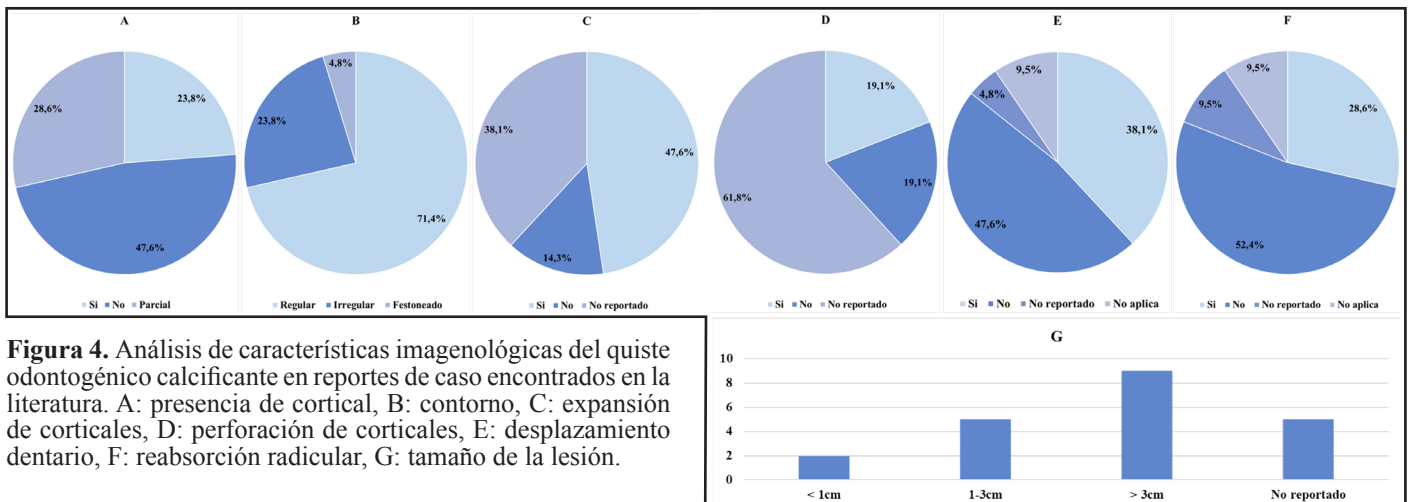 A
28,6%
23,8%
47,6%
Si No Parcial
B
4,8%
23,8%
71,4%
Regular Irregular Festoneado
C
38,1%
47,6%
14,3%
Si No No reportado
D
19,1%
19,1%
61,8%
Si No No reportado
E
9,5%
4,8%
38,1%
47,6%
Si No No reportado No aplica
F
9,5%
9,5%
28,6%
52,4%
Si No No reportado No aplica
Figura 4. Análisis de características imagenológicas del quiste
odontogénico calcificante en reportes de caso encontrados en la
literatura. A: presencia de cortical, B: contorno, C: expansión
de corticales, D: perforación de corticales, E: desplazamiento
dentario, F: reabsorción radicular, G: tamaño de la lesión.
G
10
8
6
4
2
0
< 1cm 1-3cm > 3cm No reportado